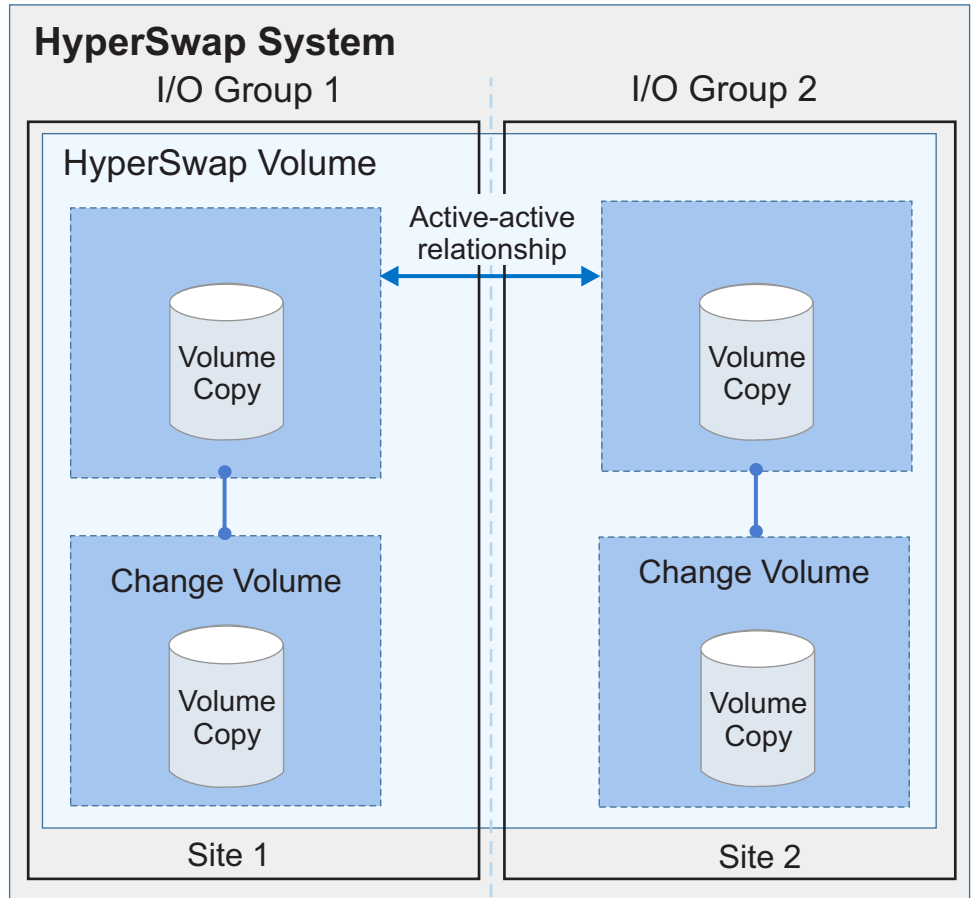 HyperSwap System
I/O Group 1
I/O Group 2
HyperSwap Volume
Active-active
relationship
Volume
Copy
Volume
Copy
Change Volume
Change Volume
Volume
Copy
Volume
Copy
Site 1
Site 2